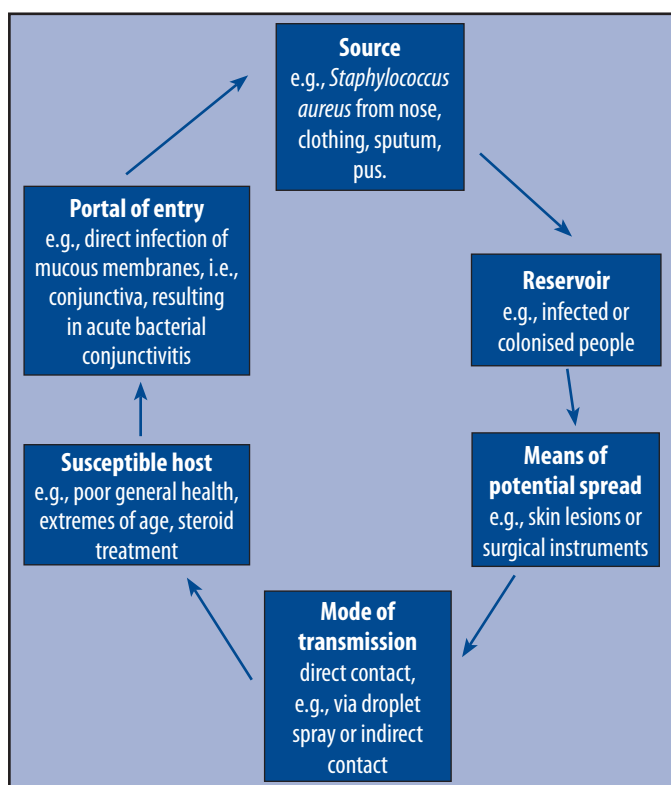 Source
e.g., Staphylococcus
aureus from nose,
clothing, sputum,
pus.
Reservoir
e.g., infected or
colonised people
Means of
potential spread
e.g., skin lesions or
surgical instruments
Mode of
transmission
direct contact,
e.g., via droplet
spray or indirect
contact
Susceptible host
e.g., poor general health,
extremes of age, steroid
treatment
Portal of entry
e.g., direct infection of
mucous membranes, i.e.,
conjunctiva, resulting
in acute bacterial
conjunctivitis